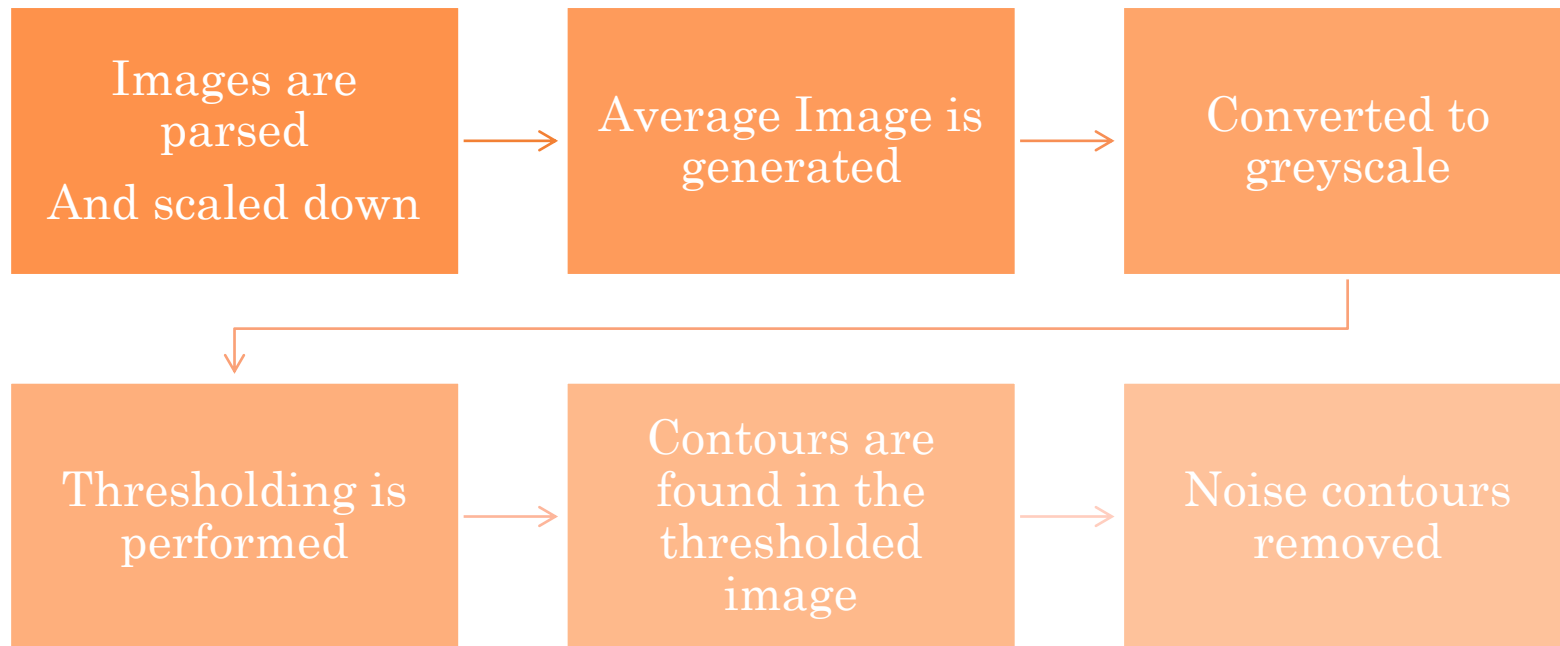 Images are
parsed
And scaled down
Average Image is
generated
Converted to
greyscale
Thresholding is
performed
Contours are
found in the
thresholded
image
Noise contours
removed